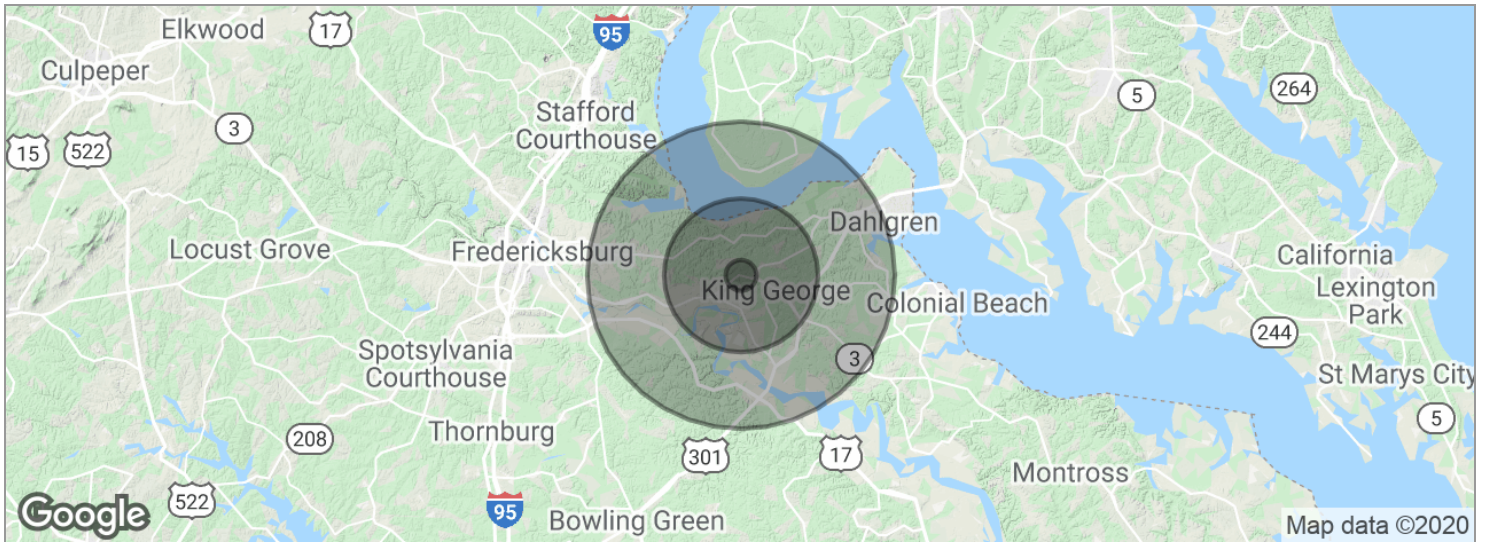 Elkwood
17
95
Culpeper
5
264
Stafford
Courthouse
3
15
522
Dahlgren
Locust Grove
Fredericksburg
California
King George
Colonial Beach
Lexington
Park
244
Spotsylvania
Courthouse
3
St Marys City
5
Thornburg
208
301
17
Montross
522
95
Google
Bowling Green
Map data ©2020